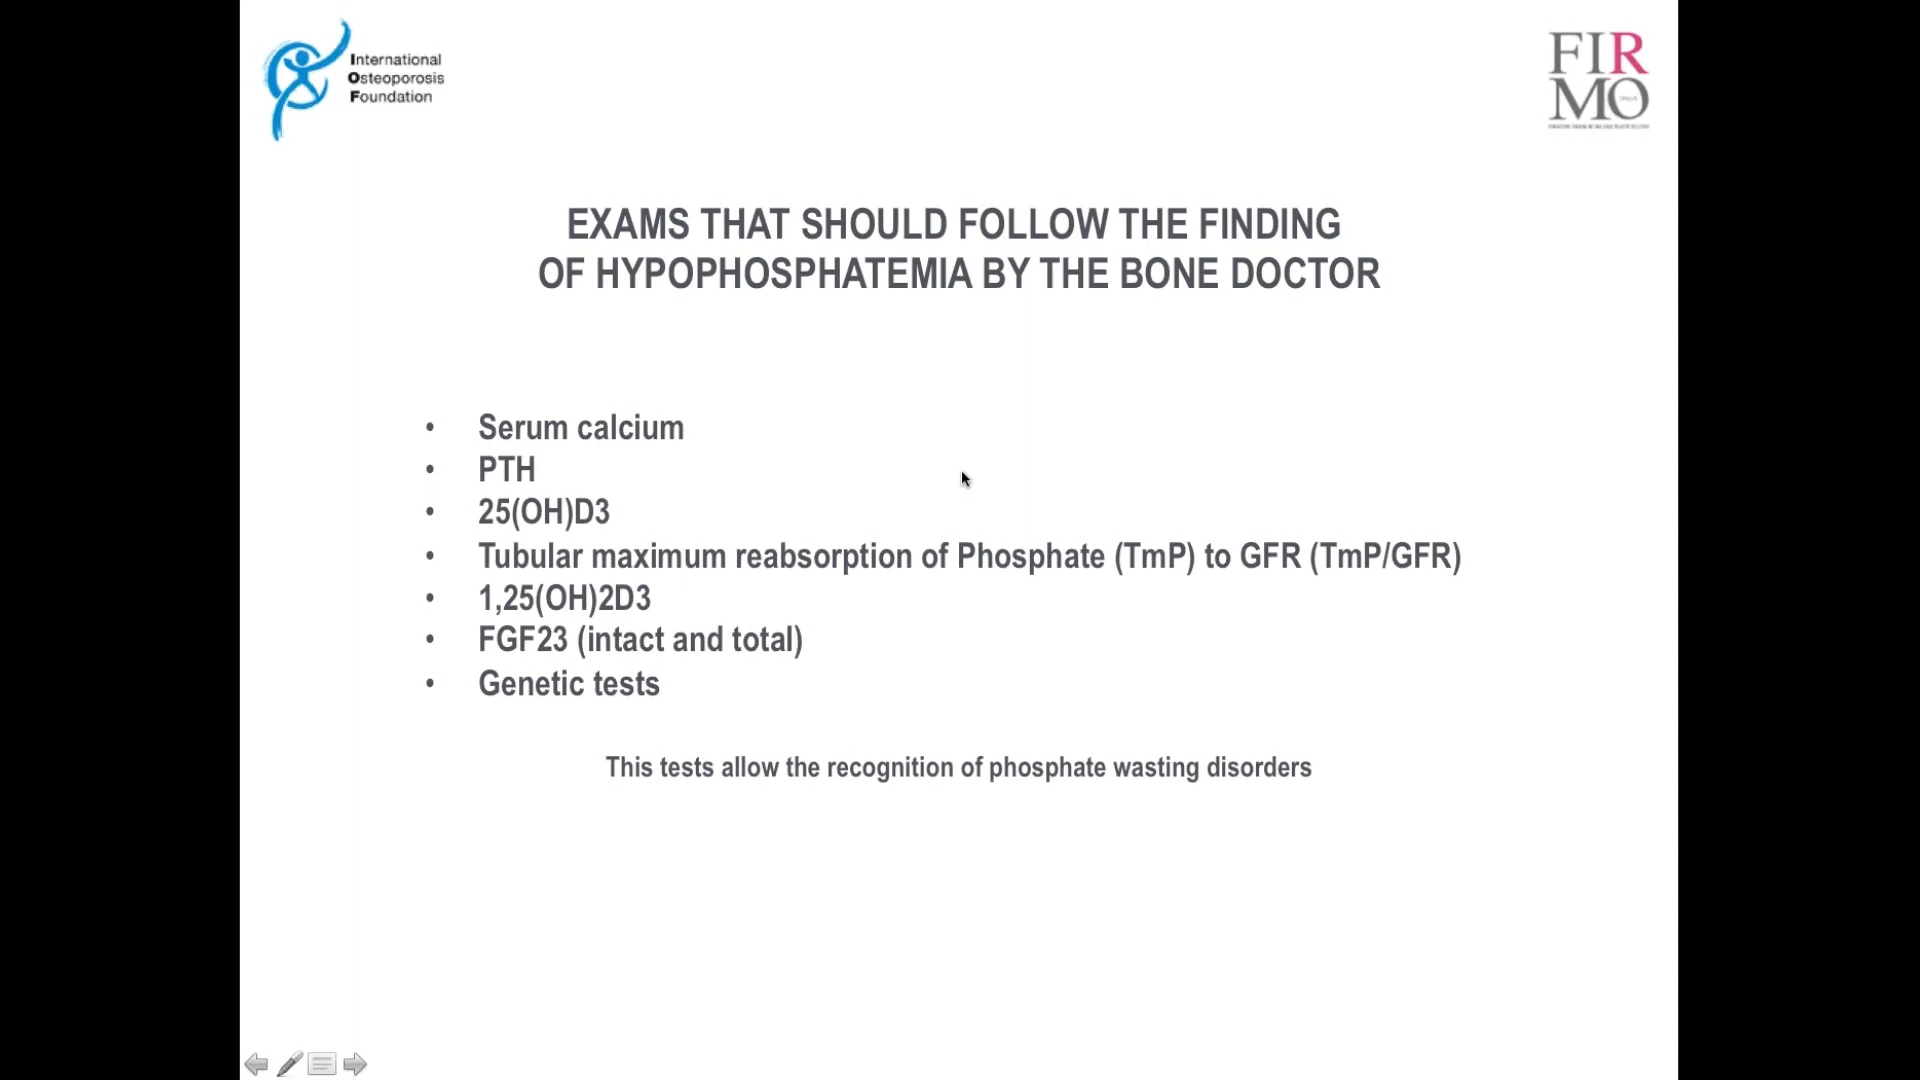 International
Osteoporosis
Foundation
FIR
MO
EXAMS THAT SHOULD FOLLOW THE FINDING
OF HYPOPHOSPHATEMIA BY THE BONE DOCTOR
• Serum calcium
• PTH
• 25(OH)D3
• Tubular maximum reabsorption of Phosphate (TmP) to GFR (TmP/GFR)
• 1,25(OH)2D3
• FGF23 (intact and total)
• Genetic tests
This tests allow the recognition of phosphate wasting disorders